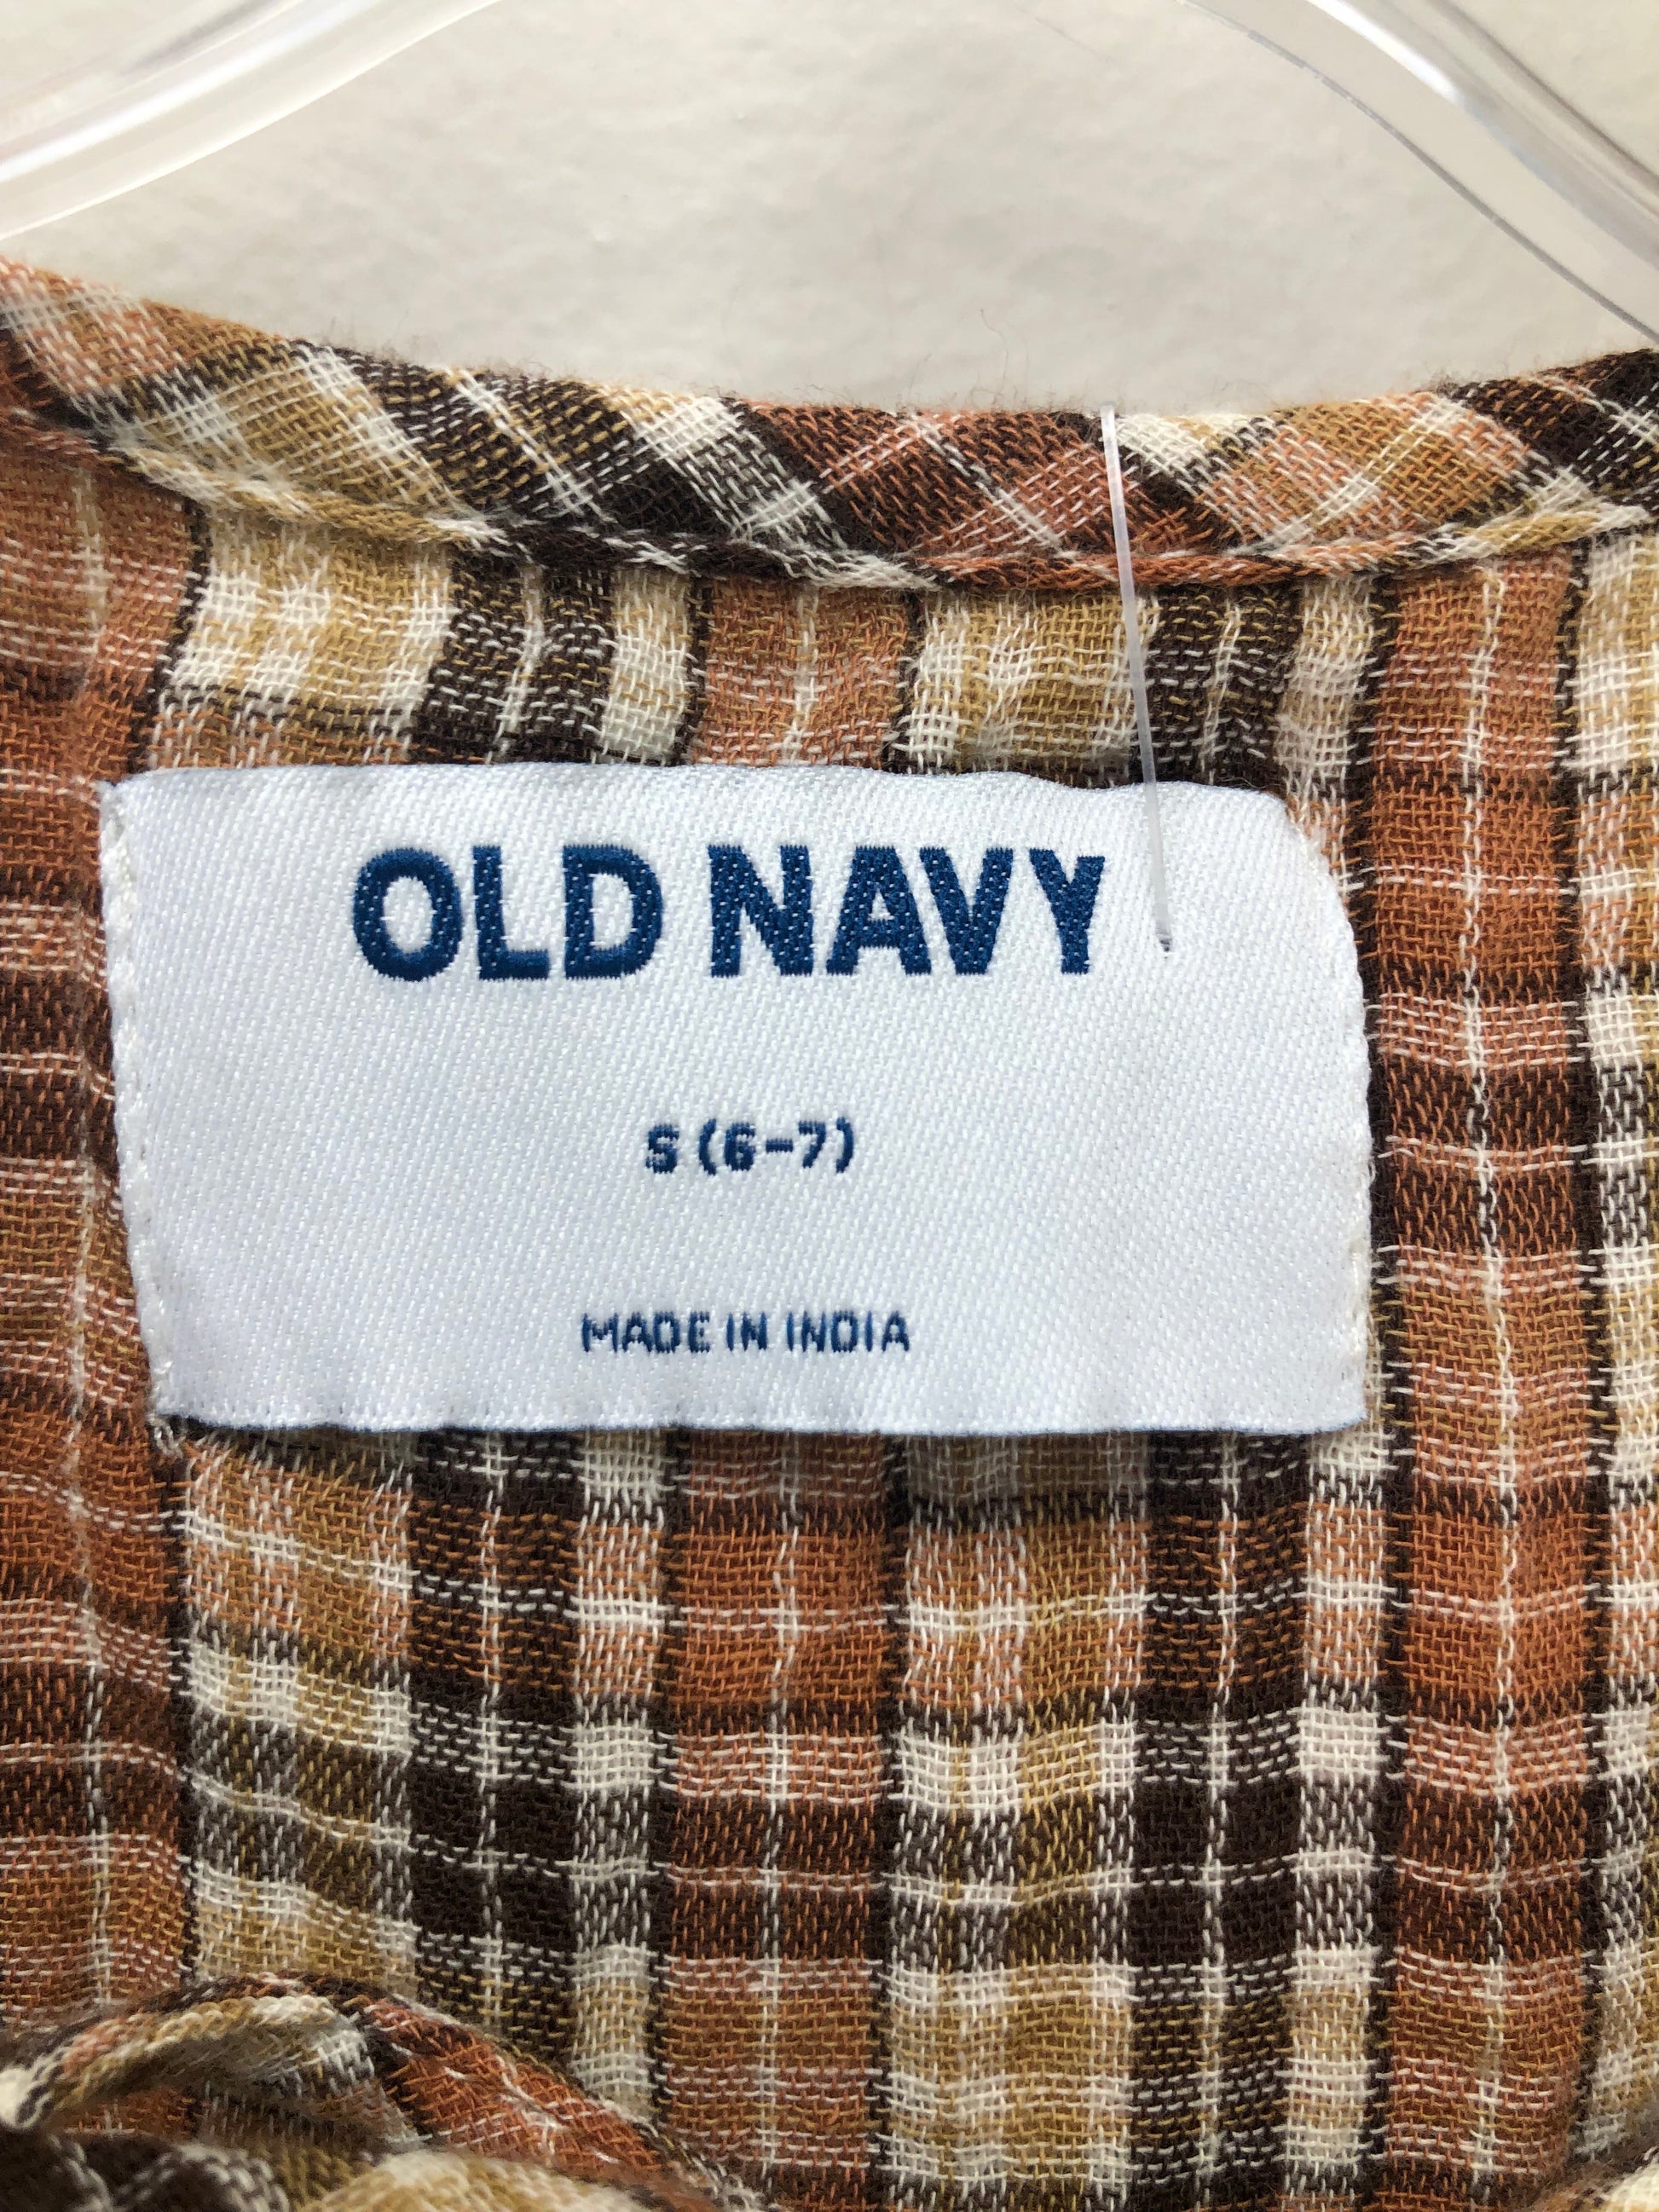 OLD NAVY
S (6-7)
MADE IN INDIA